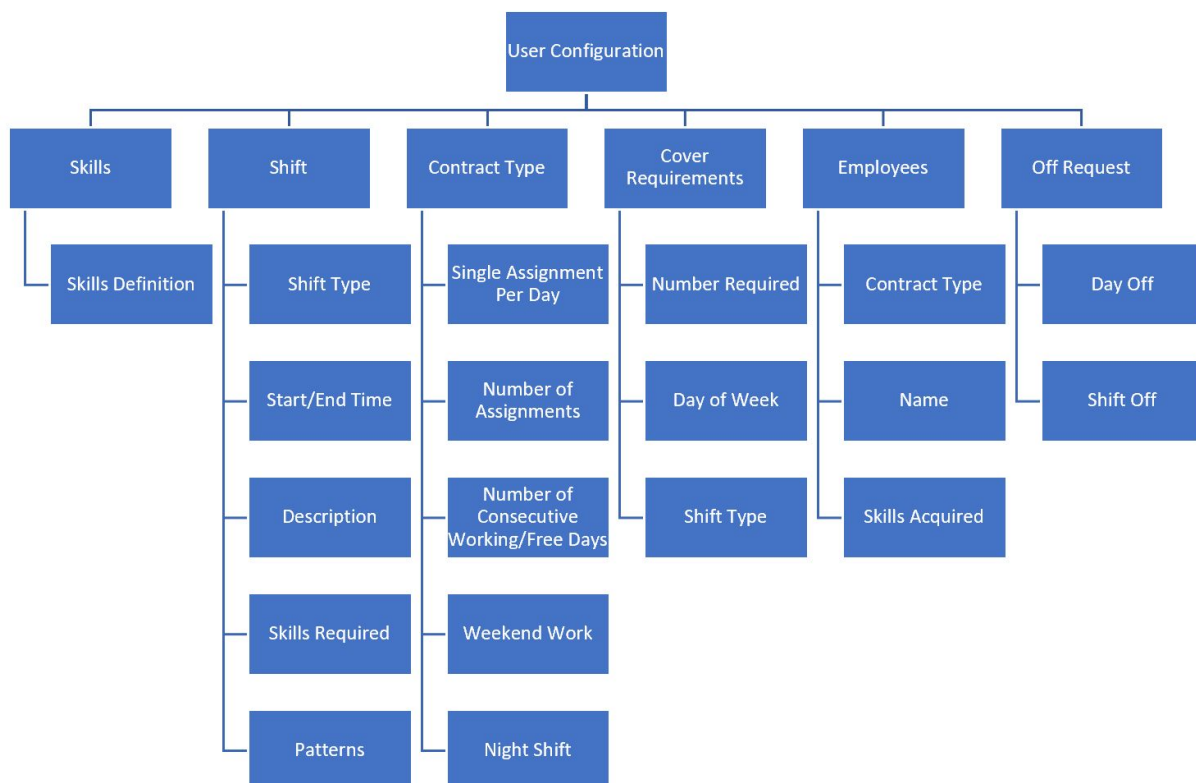 User Configuration
Skills
Shift
Contract Type
Cover
Requirements
Employees
Off Request
Skills Definition
Shift Type
Single Assignment
Per Day
Number Required
Contract Type
Day Off
Start/End Time
Number of
Assignments
Day of Week
Name
Shift Off
Description
Number of
Consecutive
Working/Free Days
Shift Type
Skills Acquired
Skills Required
Weekend Work
Patterns
Night Shift